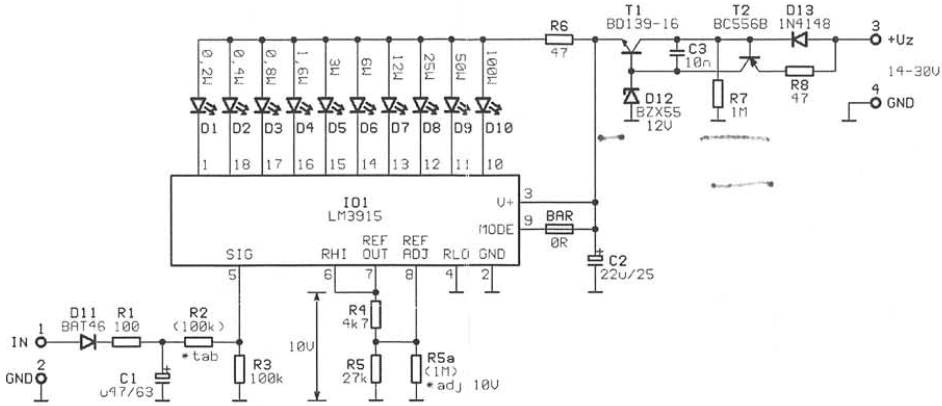 T1
BD139-16
T2
BC556B
D13
1N4148
3
+Uz
R6
47
C3
10n
14-30V
0,2W
0,4W
0,8W
1,6W
3W
6W
12W
25W
50W
100W
R8
47
4
GND
D12
BZX55
12V
R7
1M
D1
D2
D3
D4
D5
D6
D7
D8
D9
D10
1
18
17
16
15
14
13
12
11
10
IO1
LM3915
V+
3
MODE
9
BAR
0R
SIG
RHI
REF OUT
REF ADJ
RLO
GND
5
6
7
8
4
2
C2
+
22u/25
D11
BAT46
R1
100
R2
(100k)
*tab
R4
4k7
IN
1
10V
R3
100k
R5
27k
R5a
(1M)
*adj 10V
2
GND
C1
+
u47/63